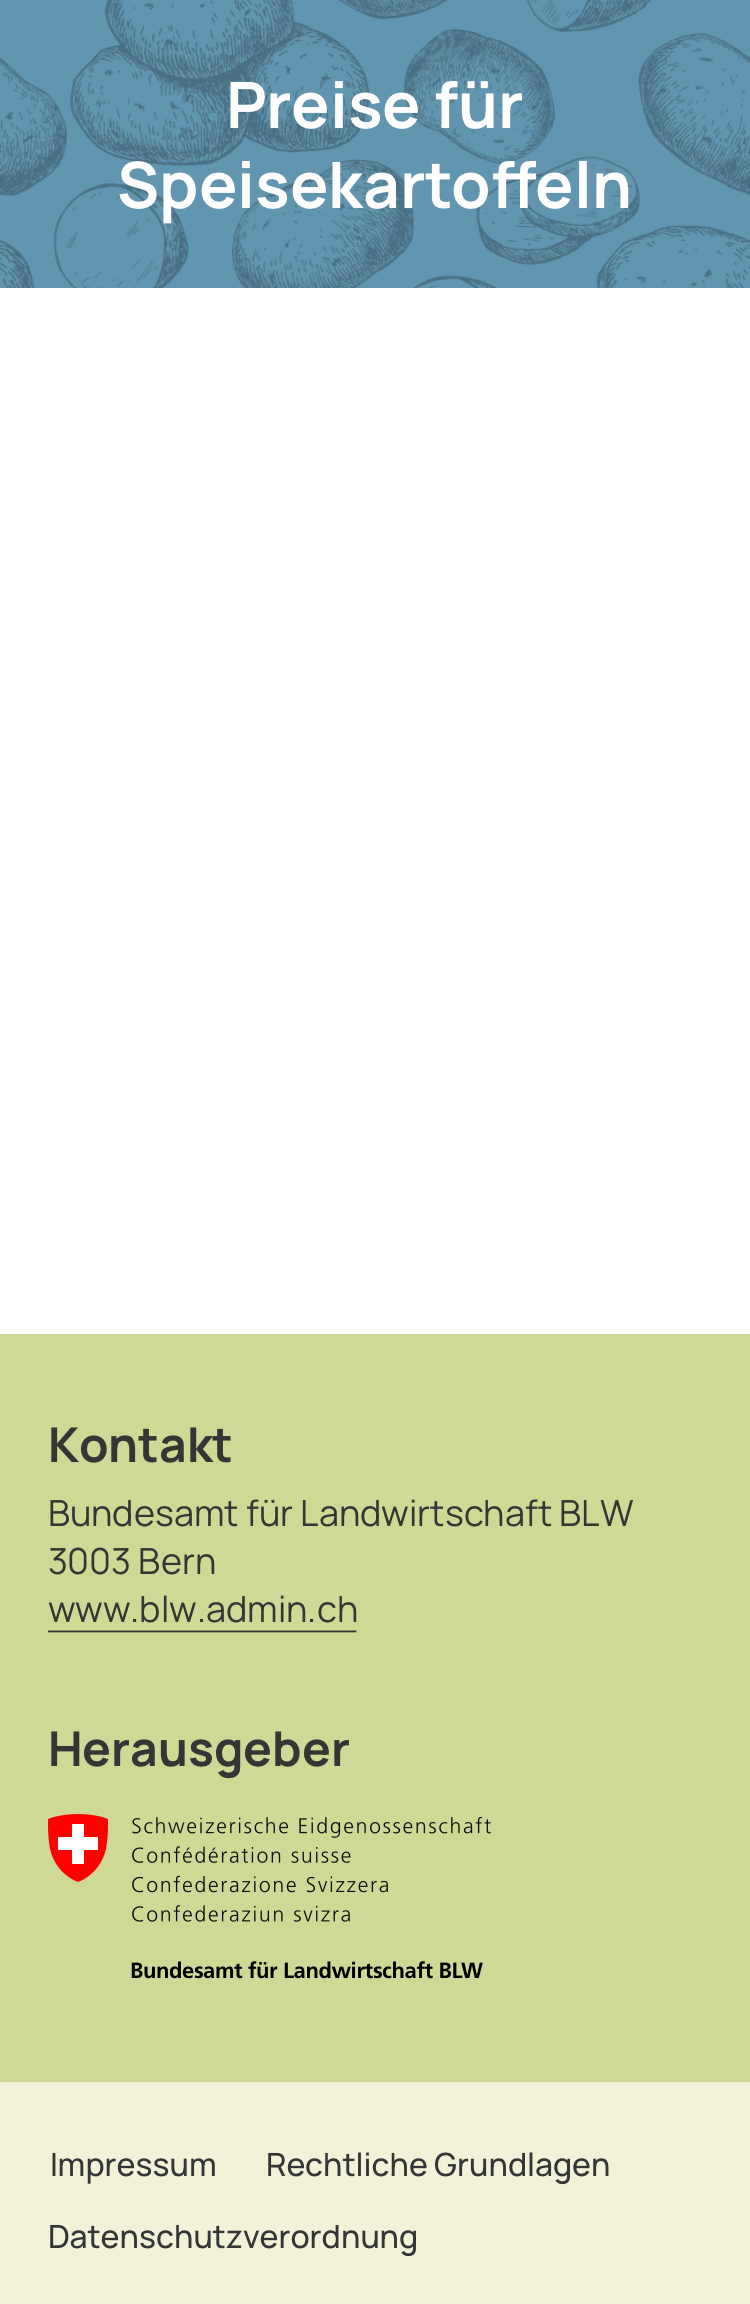 Preise für
Speisekartoffeln
Kontakt
Bundesamt für Landwirtschaft BLW
3003 Bern
www.blw.admin.ch
Herausgeber
Schweizerische Eidgenossenschaft
Confédération suisse
Confederazione Svizzera
Confederaziun svizra
Bundesamt für Landwirtschaft BLW
Impressum Rechtliche Grundlagen
Datenschutzverordnung